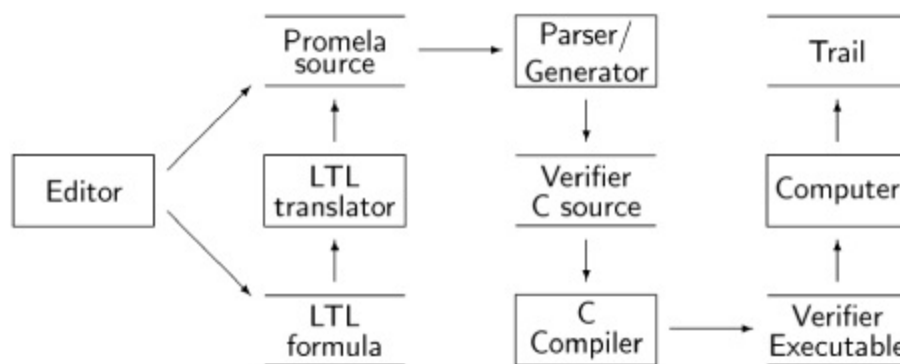 Promela
source
Parser/
Generator
Trail
Editor
LTL
translator
Verifier
C source
Computer
LTL
formula
C
Compiler
Verifier
Executable